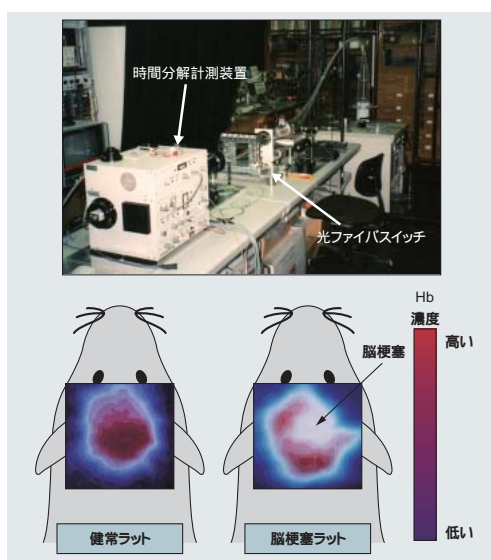 時間分解計測装置
光ファイバスイッチ
Hb
濃度
高い
脳梗塞
低い
健常ラット
脳梗塞ラット